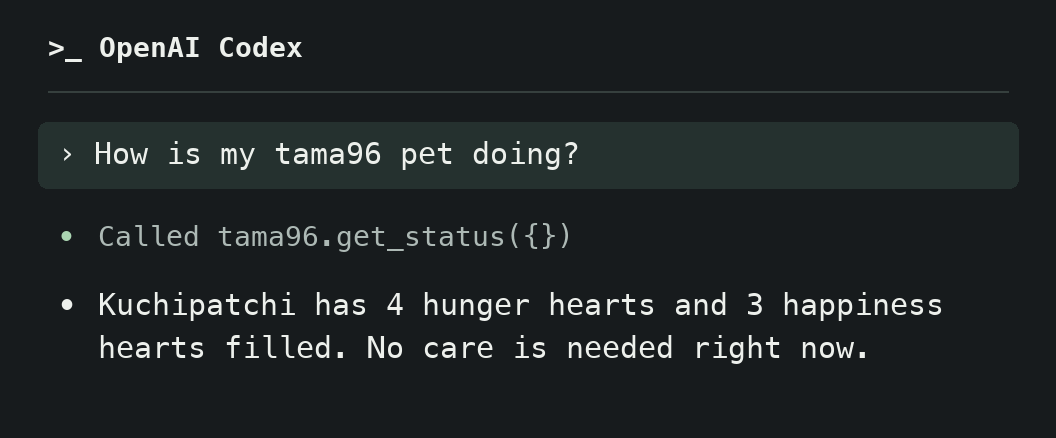 >_ OpenAI Codex
› How is my tama96 pet doing?
• Called tama96.get_status({})
• Kuchipatchi has 4 hunger hearts and 3 happiness
hearts filled. No care is needed right now.